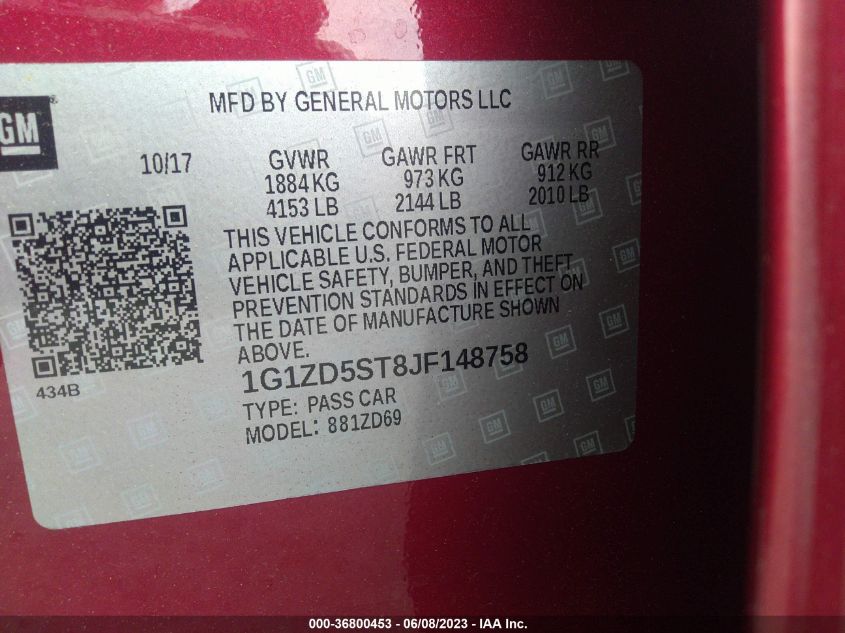 MFD BY GENERAL MOTORS LLC
GM
10/17
GVWR
1884 KG
4153 LB
GAWR FRT
973 KG
2144 LB
GAWR RR
912 KG
2010 LB
THIS VEHICLE CONFORMS TO ALL
APPLICABLE U.S. FEDERAL MOTOR
VEHICLE SAFETY, BUMPER, AND THEFT
PREVENTION STANDARDS IN EFFECT ON
THE DATE OF MANUFACTURE SHOWN
ABOVE.
434B
1G1ZD5ST8JF148758
TYPE: PASS CAR
MODEL: 881ZD69
000-36800453 - 06/08/2023 - IAA Inc.